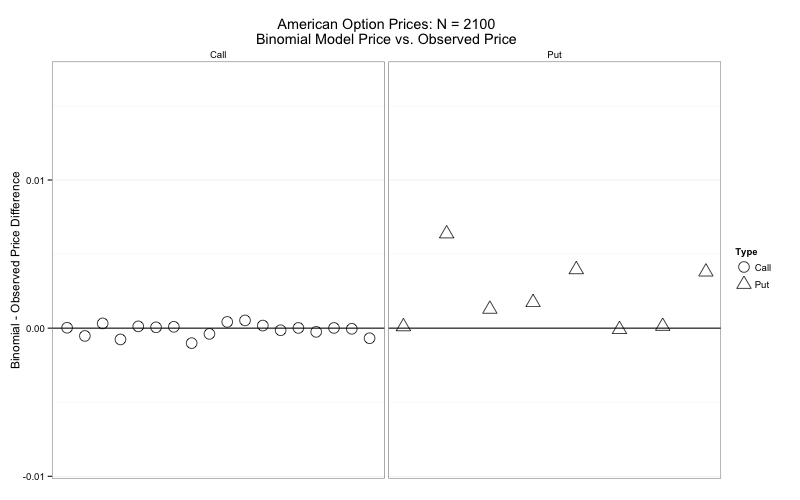 American Option Prices: N = 2100
Binomial Model Price vs. Observed Price
Call
Put
Binomial - Observed Price Difference
0.01
0.00
-0.01
Type
Call
Put